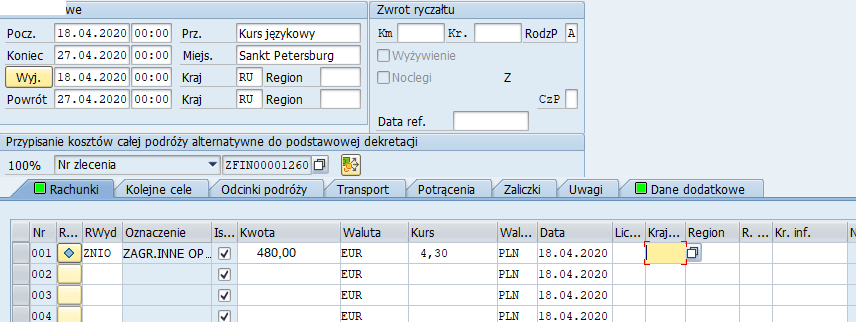 we
Zwrot ryczałtu
Pocz. 18.04.2020 00:00 Prz. Kurs językowy
Km Kr. RodzP A
Koniec 27.04.2020 00:00 Miejs. Sankt Petersburg
Wyżywienie
Wyj. 18.04.2020 00:00 Kraj RU Region
Noclegi Z
Powrót 27.04.2020 00:00 Kraj RU Region
CzP
Data ref.
Przypisanie kosztów całej podróży alternatywne do podstawowej dekretacji
100% Nr zlecenia ZFIN00001260
Rachunki Kolejne cele Odcinki podróży Transport Potrącenia Zaliczki Uwagi Dane dodatkowe
Nr R... RWyd Oznaczenie Is... Kwota Waluta Kurs Wal... Data Lic... Kraj... Region R. ... Kr. inf. N
001 ZNIO ZAGR.INNE OP... 480,00 EUR 4,30 PLN 18.04.2020
002 EUR PLN 18.04.2020
003 EUR PLN 18.04.2020
004 EUR PLN 18.04.2020